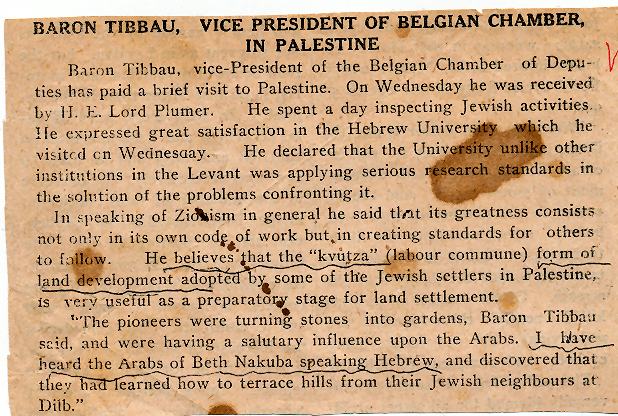 BARON TIBBAU, VICE PRESIDENT OF BELGIAN CHAMBER,
IN PALESTINE
Baron Tibbau, vice-President of the Belgian Chamber of Depu-
ties has paid a brief visit to Palestine. On Wednesday he was received
by H. E. Lord Plumer. He spent a day inspecting Jewish activities.
He expressed great satisfaction in the Hebrew University which he
visited on Wednesday. He declared that the University unlike other
institutions in the Levant was applying serious research standards in
the solution of the problems confronting it.
In speaking of Zionism in general he said that its greatness consists
not only in its own code of work but in creating standards for others
to fallow. He believes that the "kvutza" (labour commune) form of
land development adopted by some of the Jewish settlers in Palestine,
is very useful as a preparatory stage for land settlement.
"The pioneers were turning stones into gardens, Baron Tibbau
said, and were having a salutary influence upon the Arabs. I have
heard the Arabs of Beth Nakuba speaking Hebrew, and discovered that
they had learned how to terrace hills from their Jewish neighbours at
Dilb."